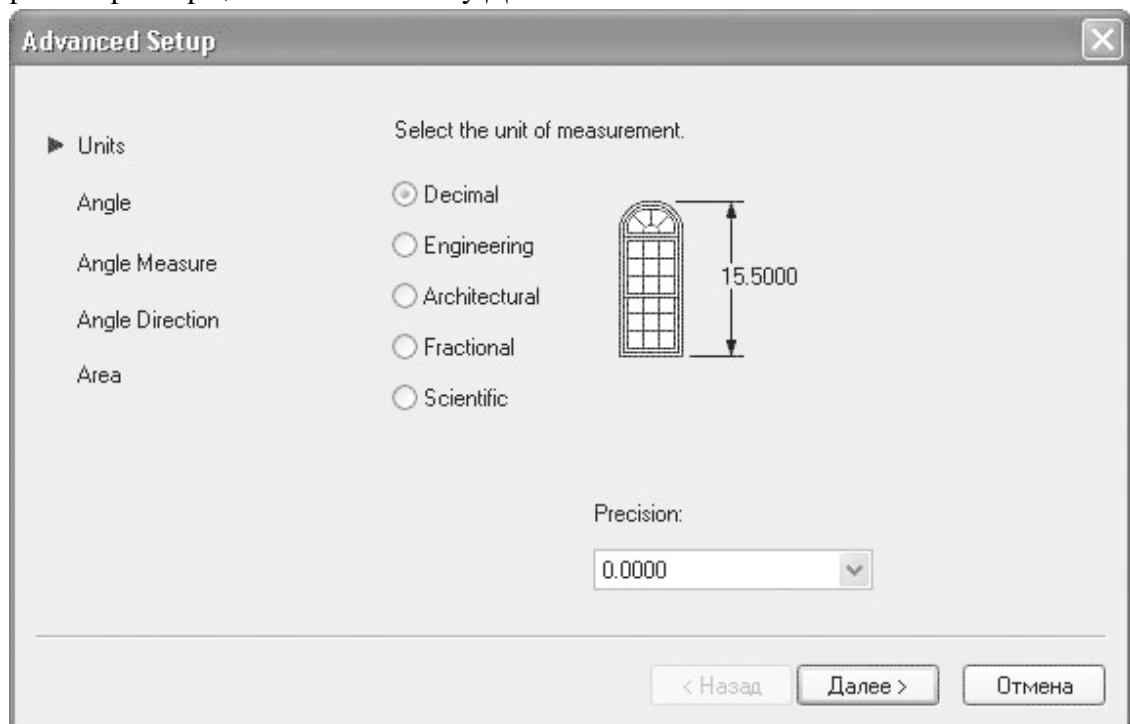 Advanced Setup
Units
Angle
Angle Measure
Angle Direction
Area
Select the unit of measurement.
Decimal
Engineering
Architectural
Fractional
Scientific
15.5000
Precision:
0.0000
< Назад
Далее >
Отмена